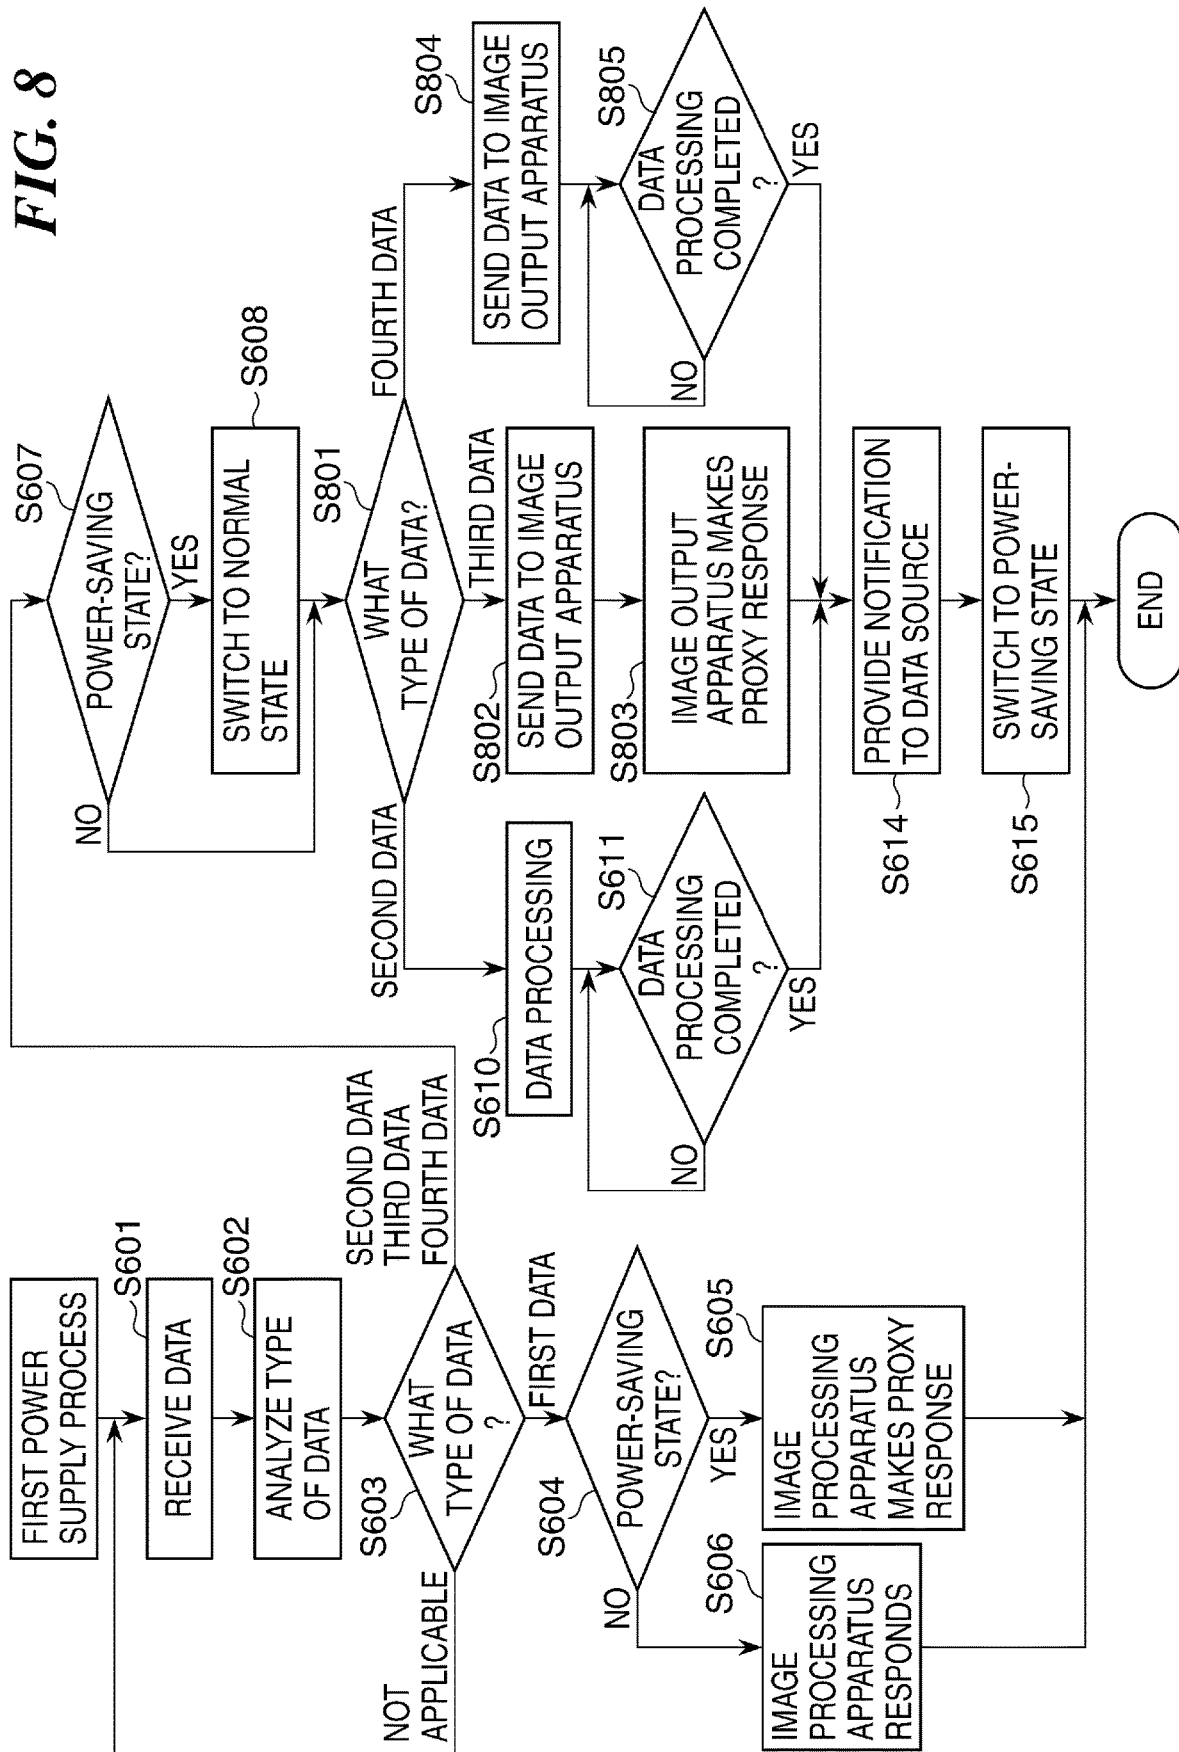 FIG. 8
FIRST POWER
SUPPLY PROCESS
S601
RECEIVE DATA
S602
ANALYZE TYPE
OF DATA
S603
WHAT
TYPE OF DATA
?
NOT
APPLICABLE
SECOND DATA
THIRD DATA
FOURTH DATA
FIRST DATA
S604
POWER-SAVING
STATE?
NO
YES
S606
IMAGE
PROCESSING
APPARATUS
RESPONDS
S605
IMAGE
PROCESSING
APPARATUS
MAKES PROXY
RESPONSE
S607
POWER-SAVING
STATE?
NO
YES
S608
SWITCH TO NORMAL
STATE
S801
WHAT
TYPE OF DATA?
SECOND DATA
THIRD DATA
FOURTH DATA
S610
DATA PROCESSING
S611
DATA
PROCESSING
COMPLETED
?
NO
YES
S802
SEND DATA TO IMAGE
OUTPUT APPARATUS
S803
IMAGE OUTPUT
APPARATUS MAKES
PROXY RESPONSE
S804
SEND DATA TO IMAGE
OUTPUT APPARATUS
S805
DATA
PROCESSING
COMPLETED
?
NO
YES
S614
PROVIDE NOTIFICATION
TO DATA SOURCE
S615
SWITCH TO POWER-
SAVING STATE
END